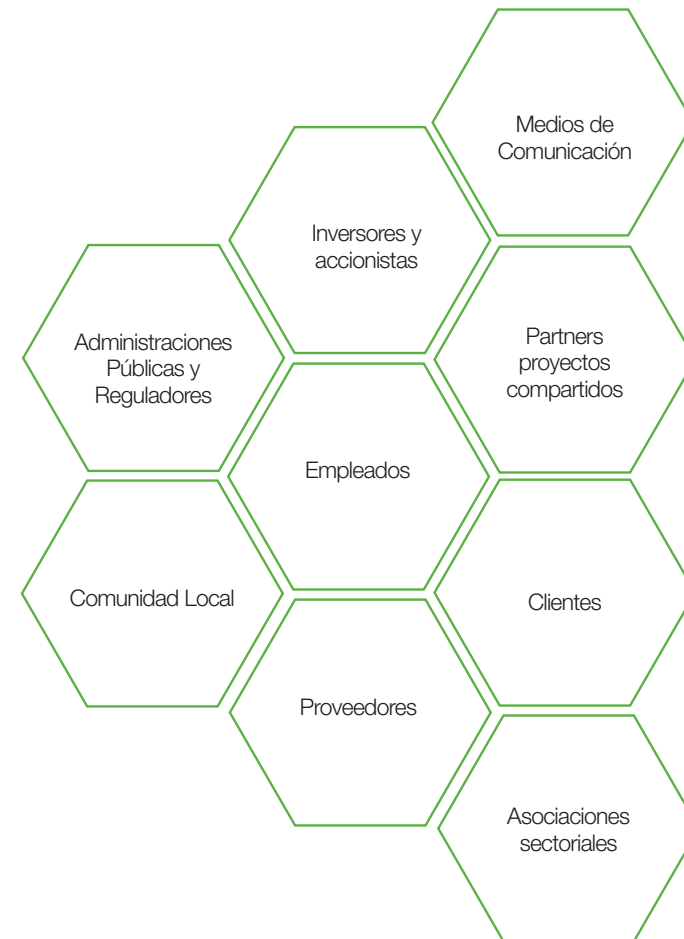 Medios de
Comunicación
Inversores y
accionistas
Administraciones
Públicas y
Reguladores
Partners
proyectos
compartidos
Empleados
Comunidad Local
Clientes
Proveedores
Asociaciones
sectoriales